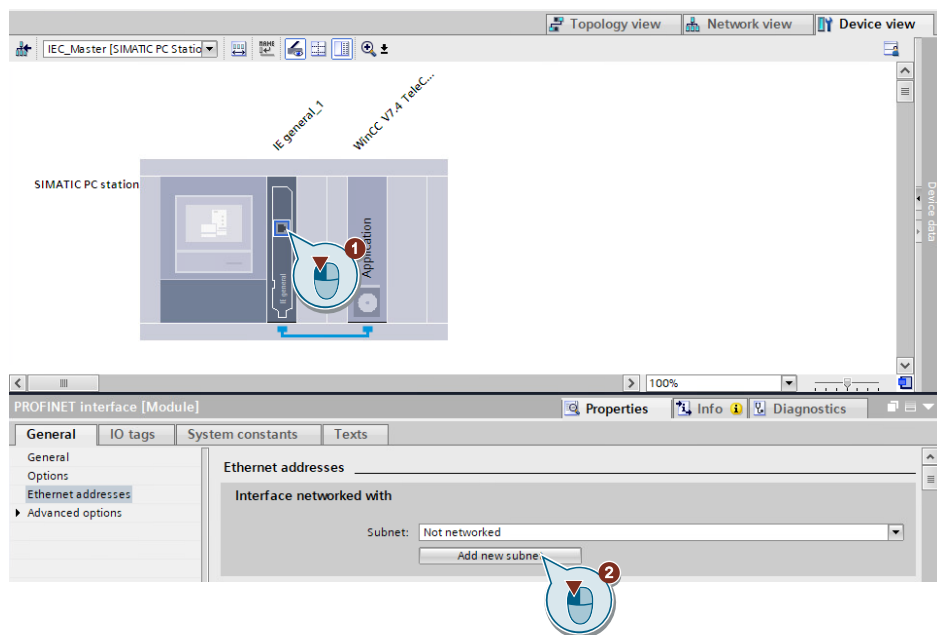 Topology view Network view Device view
IEC_Master [SIMATIC PC Statio
IE general_1
WinCC V7.4 TeleC...
SIMATIC PC station
IE general
Application
1
Device data
100%
PROFINET interface [Module] Properties Info Diagnostics
General IO tags System constants Texts
General
Options
Ethernet addresses
Advanced options
Ethernet addresses
Interface networked with
Subnet: Not networked
Add new subne
2